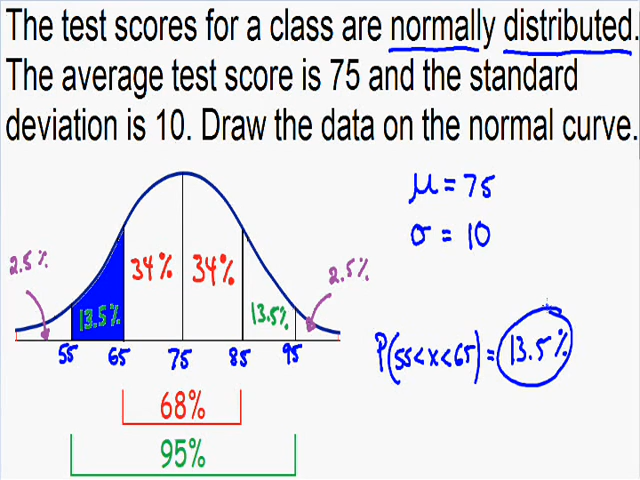 The test scores for a class are normally distributed.
The average test score is 75 and the standard
deviation is 10. Draw the data on the normal curve.
μ = 75
σ = 10
2.5% 34% 34% 2.5%
13.5% 13.5%
55 65 75 85 95
P(55<x<65) = 13.5%
68%
95%